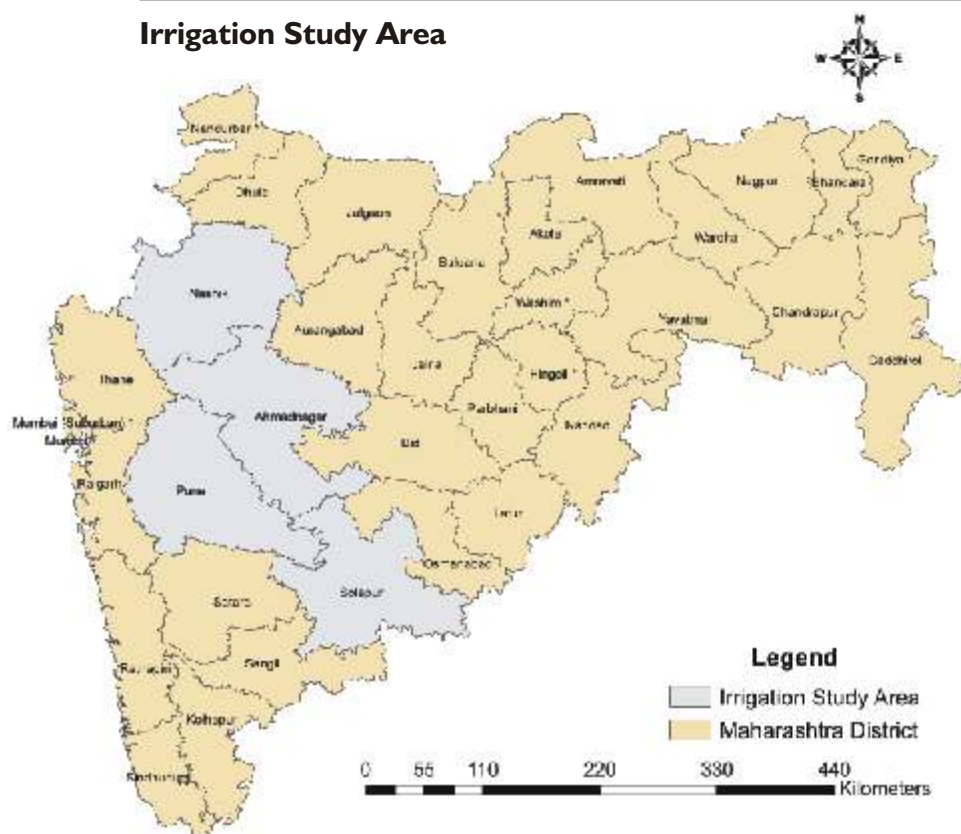 Irrigation Study Area
N
W E
S
Nandurbar
Gondiya
Dhule
Amravati
Nagpur
Bhandara
Jalgaon
Akola
Wardha
Buldana
Nashik
Washim
Aurangabad
Yavatmal
Chandrapur
Jalna
Hingoli
Gadchiroli
Thane
Parbhani
Ahmadnagar
Mumbai (Suburban)
Mumbai
Nanded
Bid
Raigarh
Pune
Latur
Osmanabad
Solapur
Satara
Sangli
Ratnagiri
Kolhapur
Sindhudurg
Legend
Irrigation Study Area
Maharashtra District
0 55 110 220 330 440
Kilometers